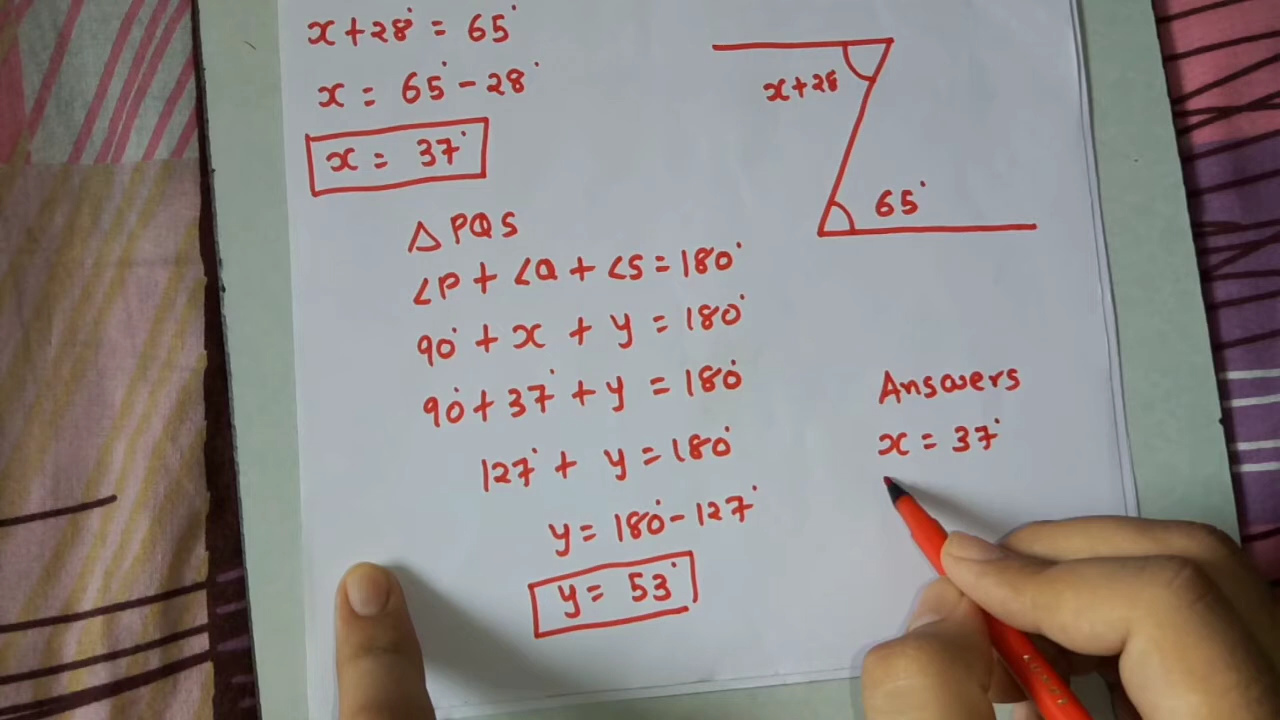 x+28° = 65°
x = 65° - 28°
x = 37°
△ PQS
∠P + ∠Q + ∠S = 180°
90° + x + y = 180°
90° + 37° + y = 180°
127° + y = 180°
y = 180° - 127°
y = 53°
x+28
65°
Answers
x = 37°